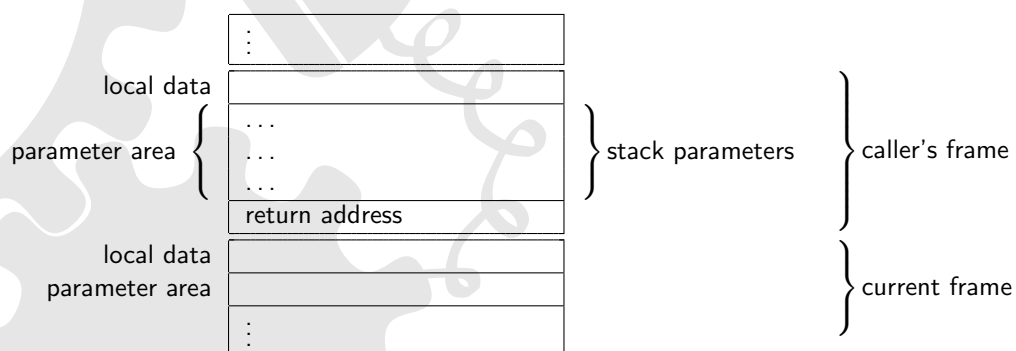 ⋮
local data
parameter area
...
...
...
stack parameters
caller's frame
return address
local data
parameter area
current frame
⋮